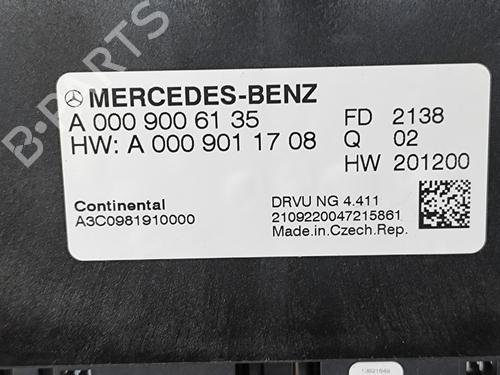 B-PARTS
MERCEDES-BENZ
A 000 900 61 35 FD 2138
HW: A 000 901 17 08 Q 02
HW 201200
Continental DRVU NG 4.411
A3C0981910000 2109220047215861
Made.in.Czech.Rep.